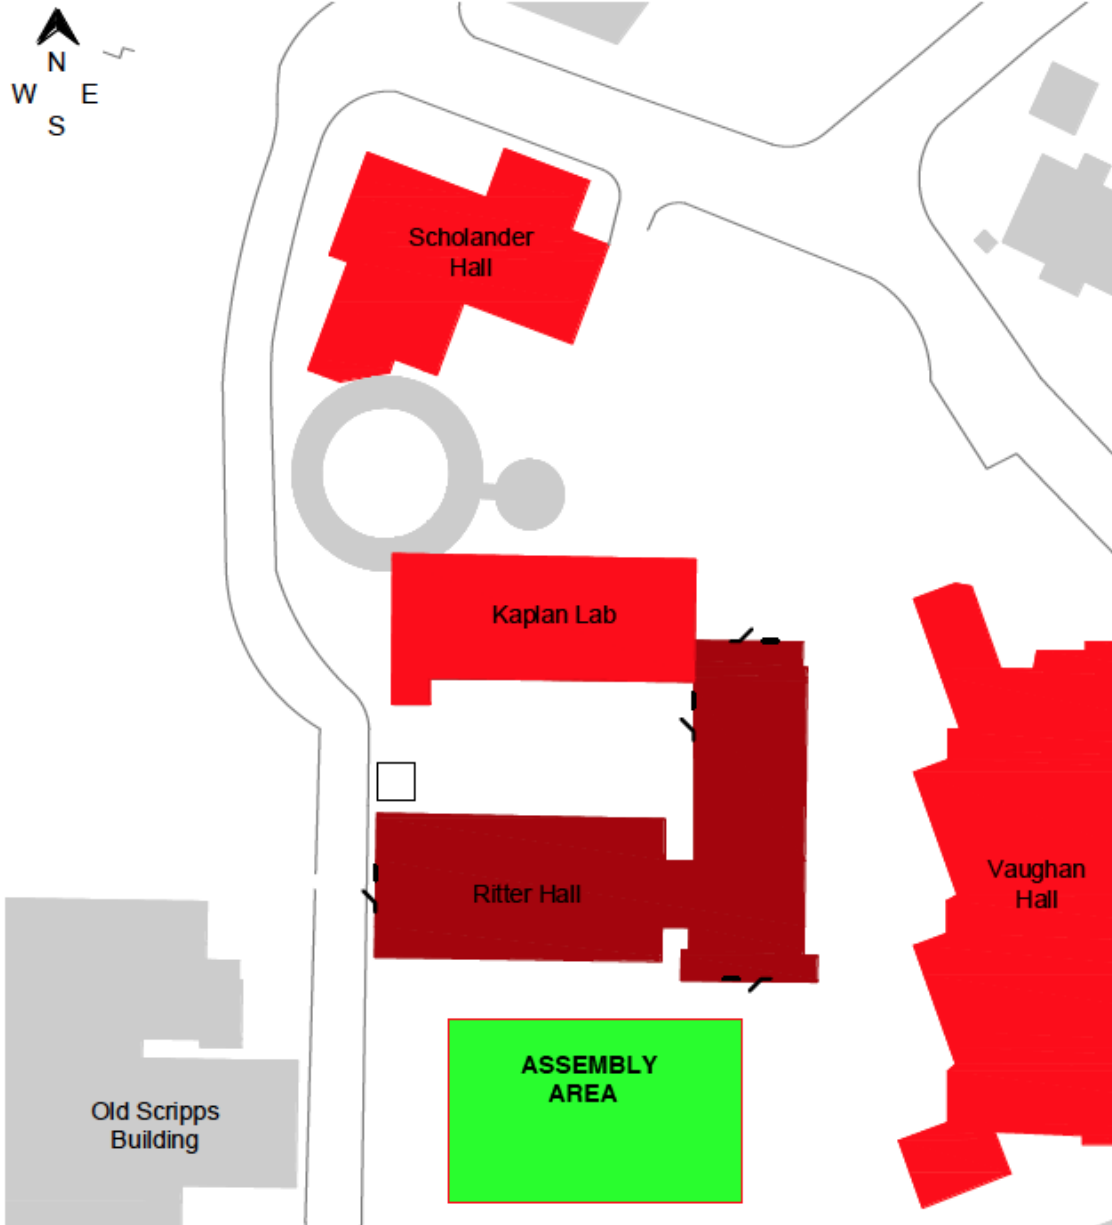 N
W E
S
Scholander
Hall
Kaplan Lab
Ritter Hall
Vaughan
Hall
ASSEMBLY
AREA
Old Scripps
Building